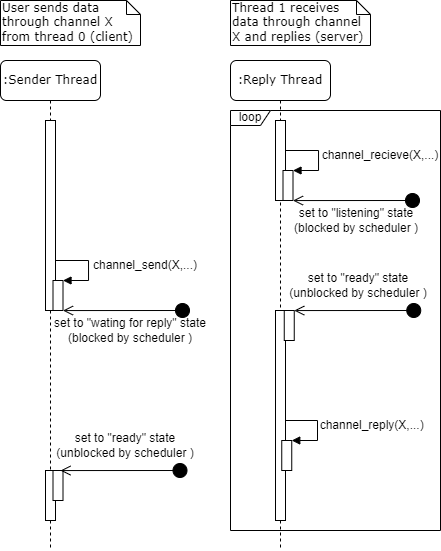 User sends data
through channel X
from thread 0 (client)
Thread 1 receives
data through channel
X and replies (server)
:Sender Thread
:Reply Thread
loop
channel_recieve(X,...)
set to "listening" state
(blocked by scheduler )
channel_send(X,...)
set to "ready" state
(unblocked by scheduler )
set to "wating for reply" state
(blocked by scheduler )
channel_reply(X,...)
set to "ready" state
(unblocked by scheduler )